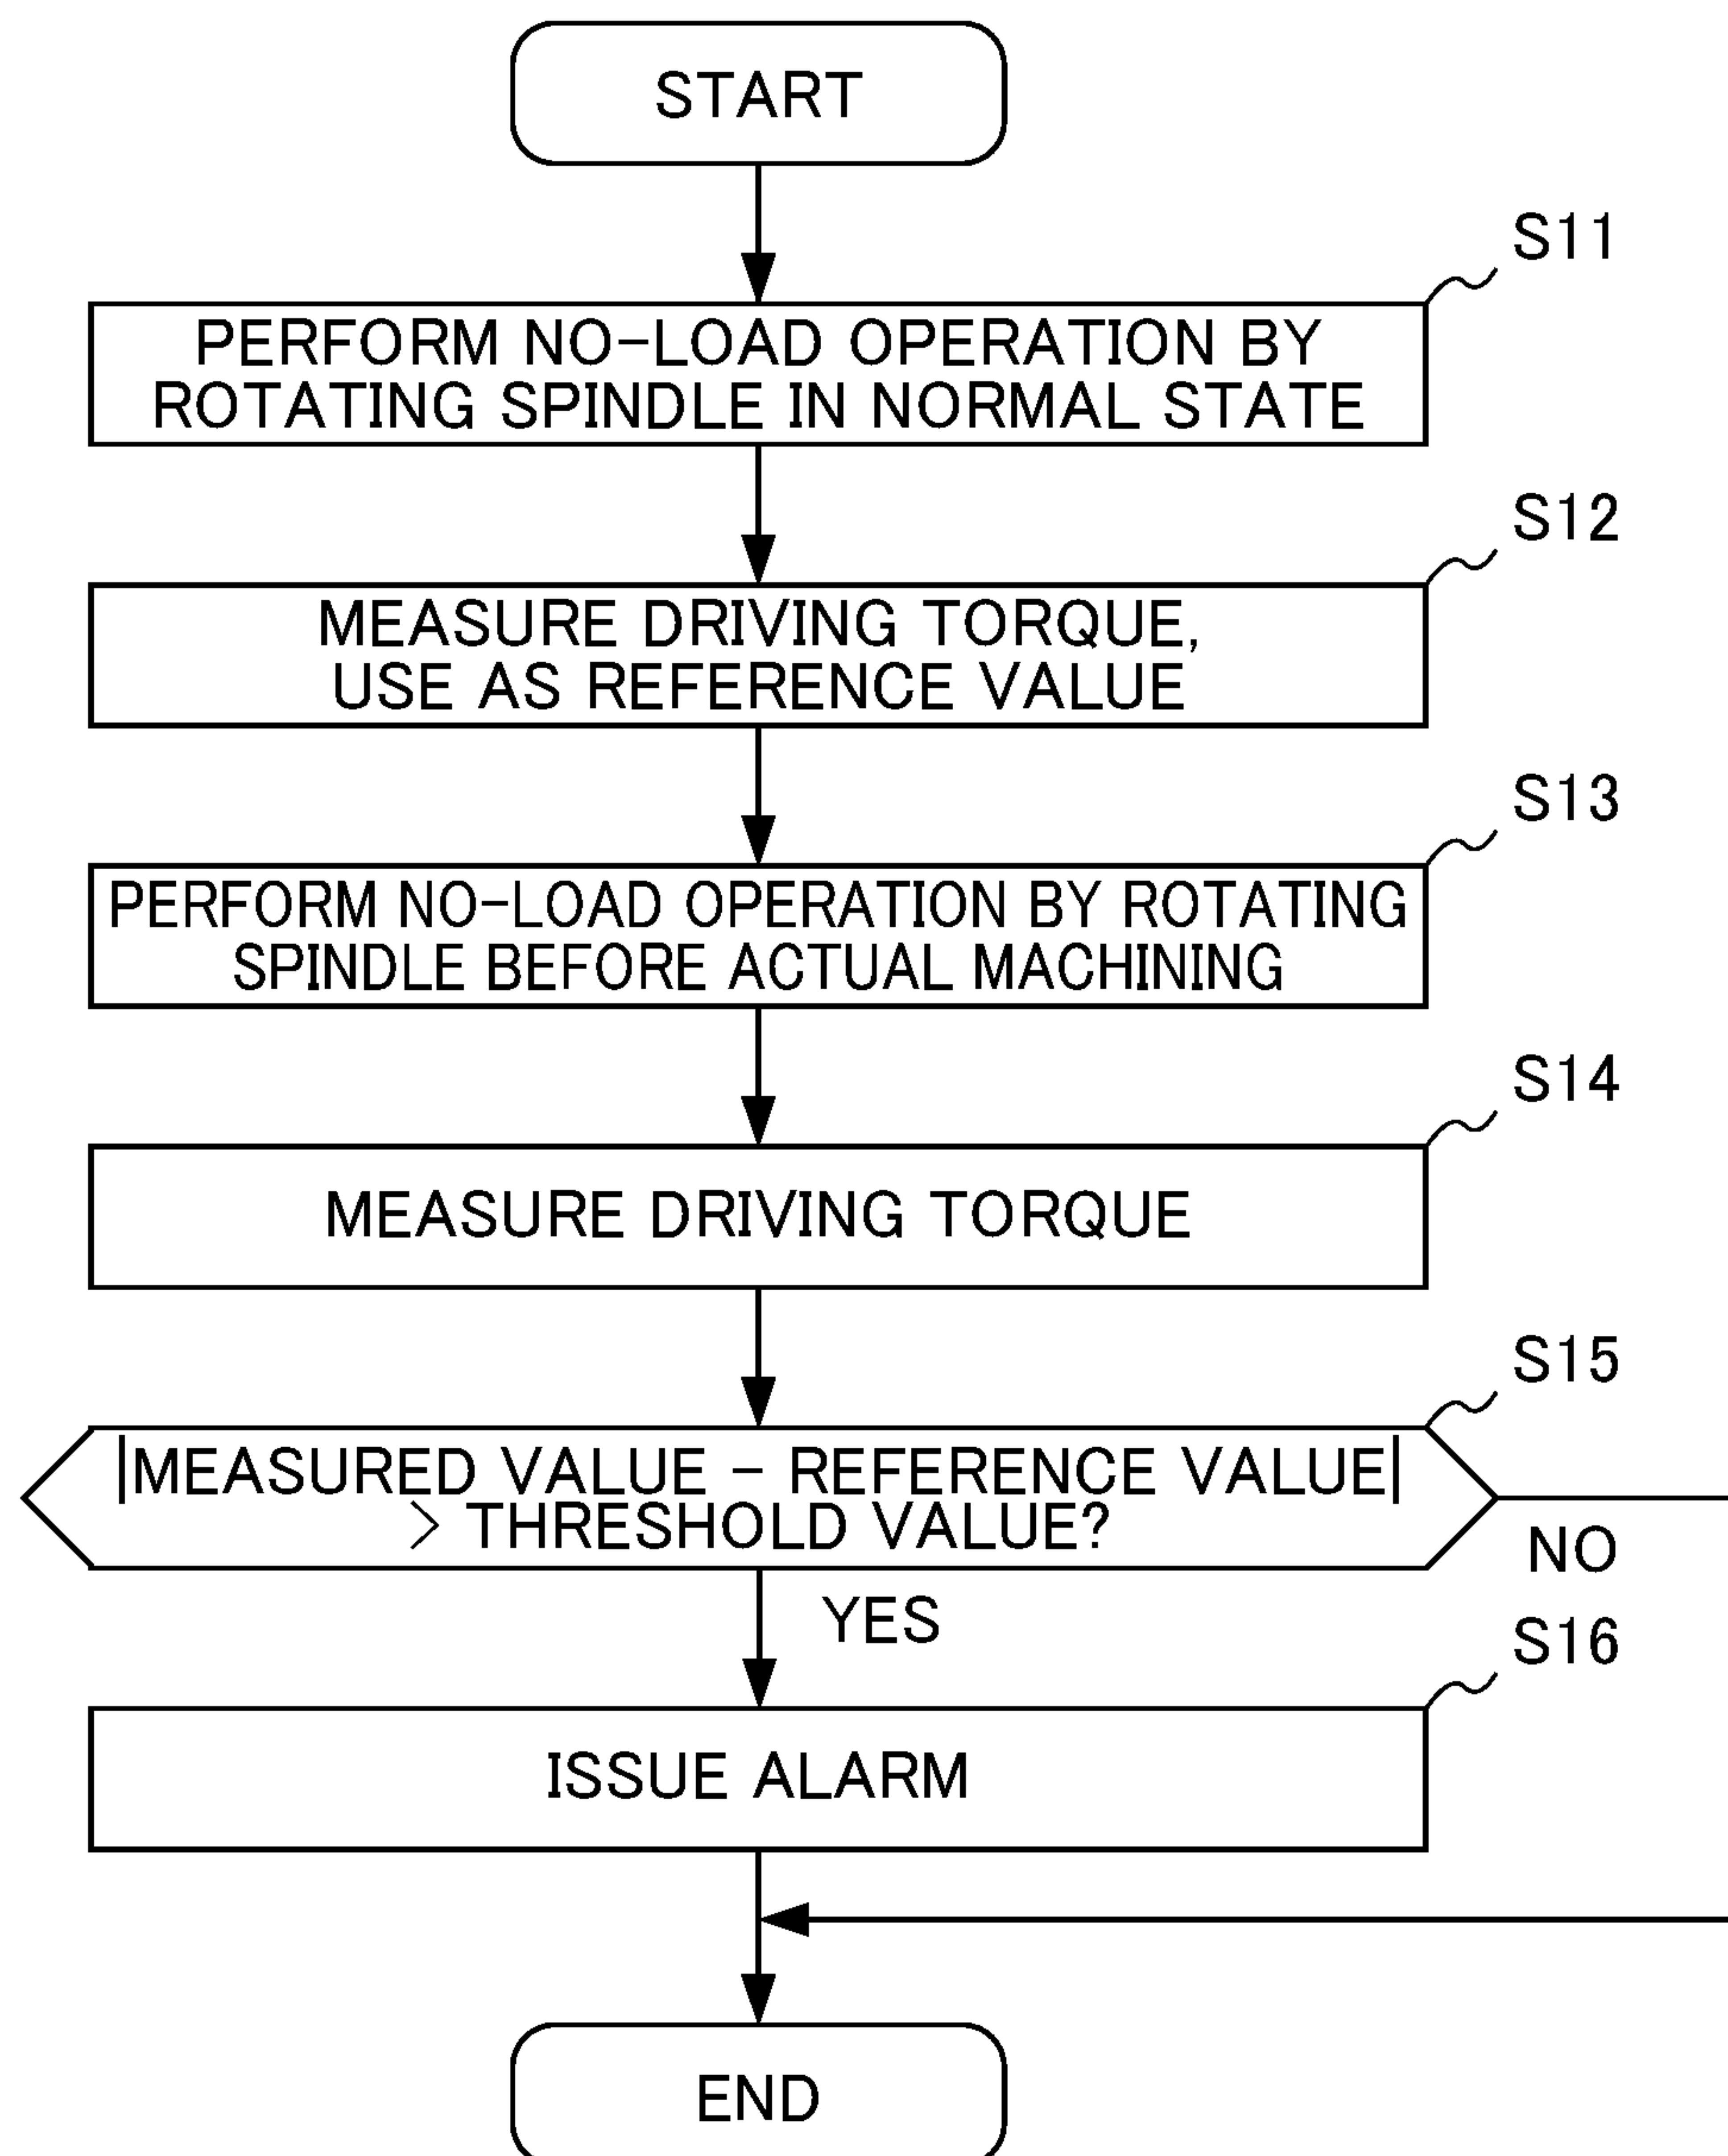 START
S11
PERFORM NO-LOAD OPERATION BY
ROTATING SPINDLE IN NORMAL STATE
S12
MEASURE DRIVING TORQUE,
USE AS REFERENCE VALUE
S13
PERFORM NO-LOAD OPERATION BY ROTATING
SPINDLE BEFORE ACTUAL MACHINING
S14
MEASURE DRIVING TORQUE
S15
|MEASURED VALUE - REFERENCE VALUE|
> THRESHOLD VALUE?
NO
YES
S16
ISSUE ALARM
END